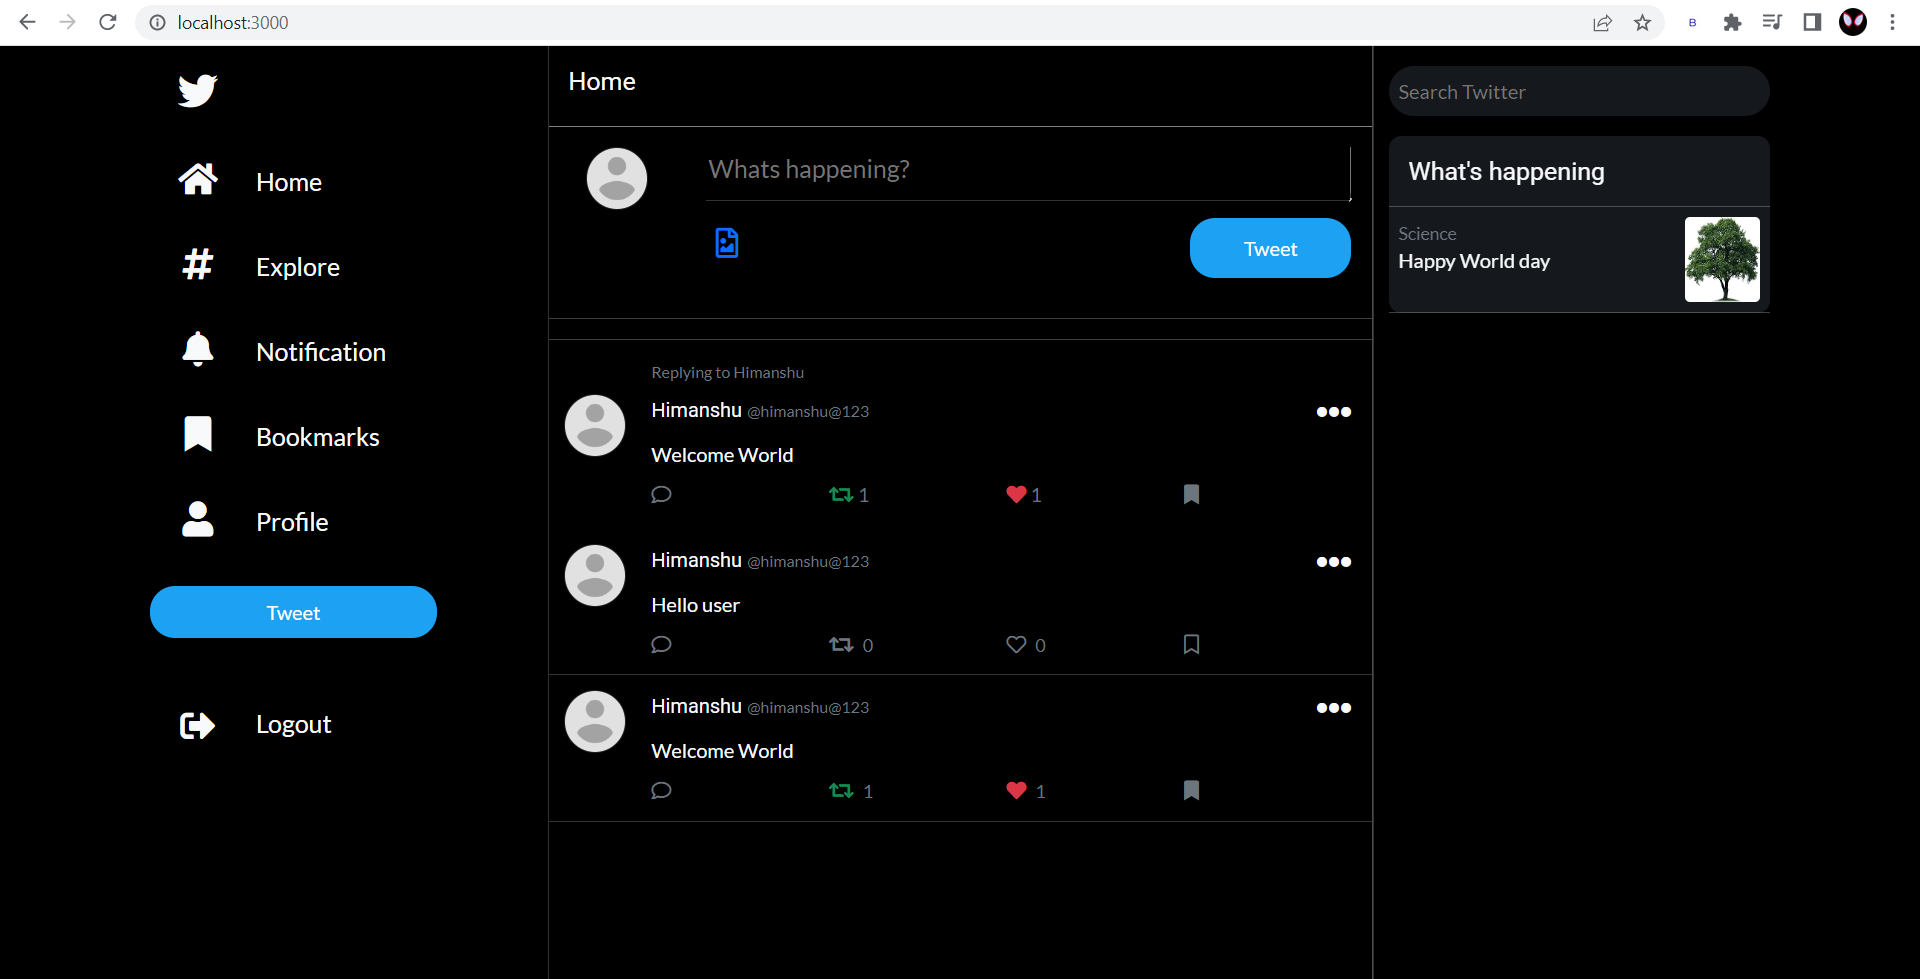 localhost:3000
B
Home
Explore
Notification
Bookmarks
Profile
Tweet
Logout
Home
Whats happening?
Tweet
Replying to Himanshu
Himanshu @himanshu@123
Welcome World
1 1
Himanshu @himanshu@123
Hello user
0 0
Himanshu @himanshu@123
Welcome World
1 1
Search Twitter
What's happening
Science
Happy World day